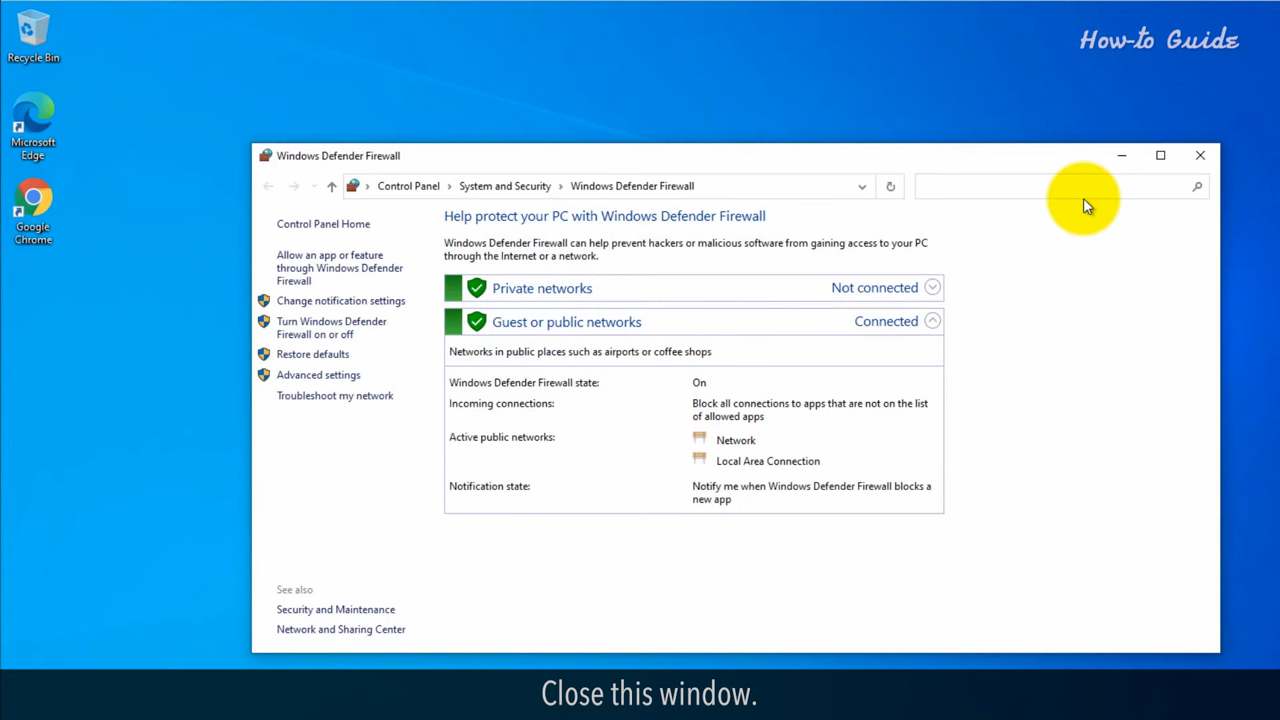 How-to Guide
Recycle Bin
Microsoft
Edge
Google
Chrome
Windows Defender Firewall
Control Panel > System and Security > Windows Defender Firewall
Control Panel Home
Allow an app or feature
through Windows Defender
Firewall
Change notification settings
Turn Windows Defender
Firewall on or off
Restore defaults
Advanced settings
Troubleshoot my network
See also
Security and Maintenance
Network and Sharing Center
Help protect your PC with Windows Defender Firewall
Windows Defender Firewall can help prevent hackers or malicious software from gaining access to your PC
through the Internet or a network.
Private networks Not connected
Guest or public networks Connected
Networks in public places such as airports or coffee shops
Windows Defender Firewall state: On
Incoming connections: Block all connections to apps that are not on the list
of allowed apps
Active public networks: Network
Local Area Connection
Notification state: Notify me when Windows Defender Firewall blocks a
new app
Close this window.